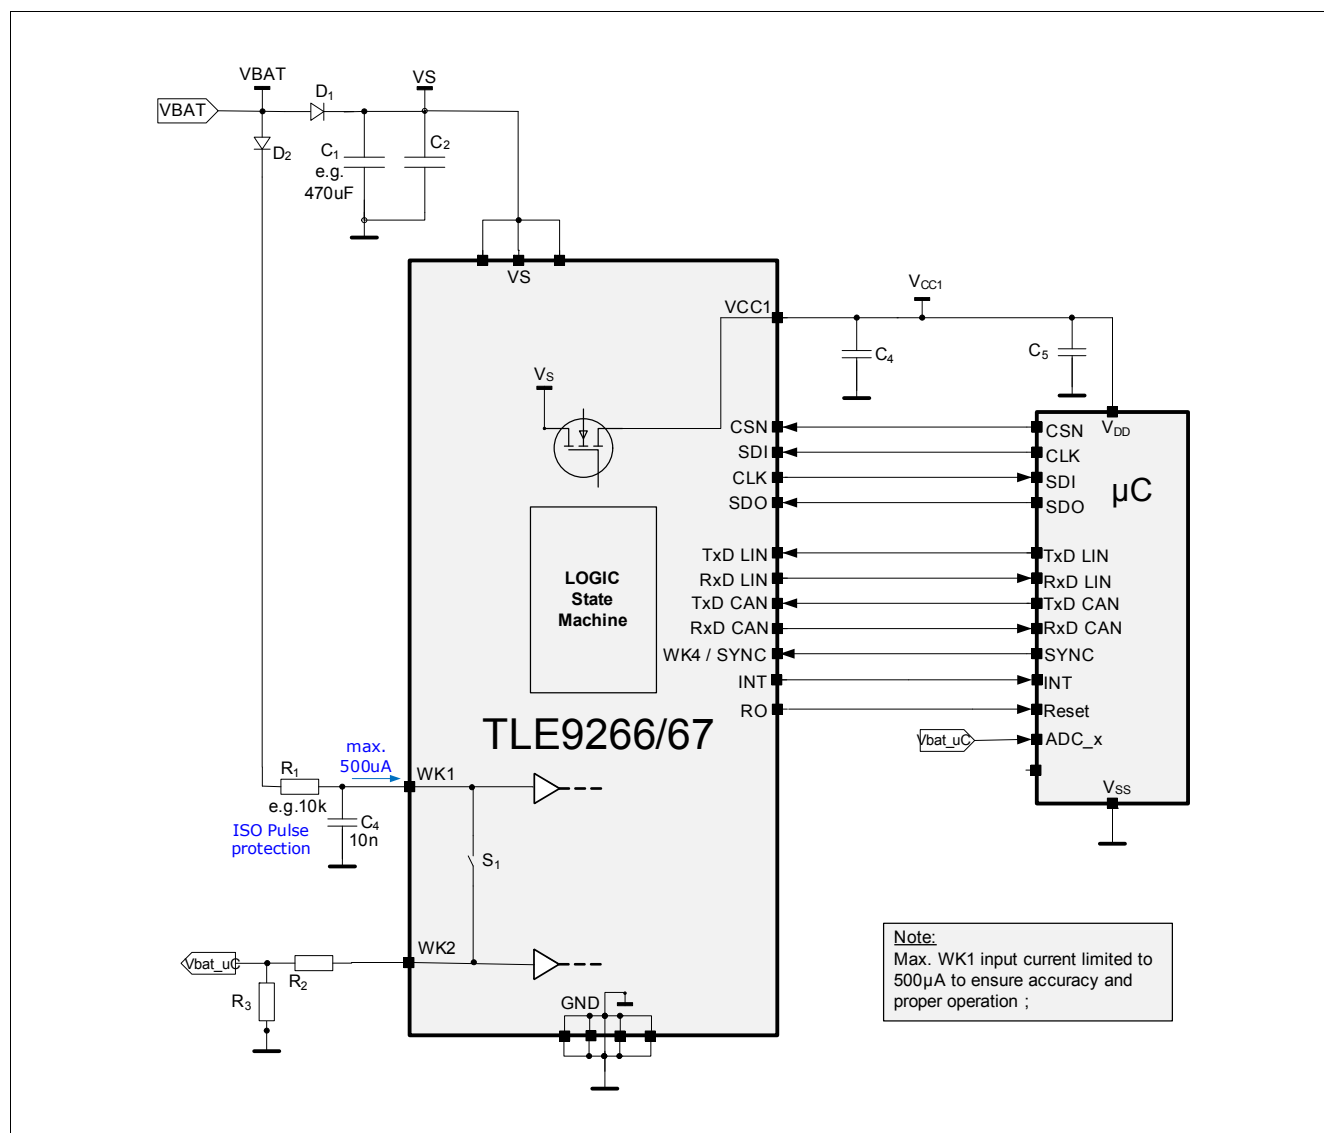 VBAT
VS
VBAT
D1
D2
C1
e.g.
470uF
C2
VS
VCC1
VCC1
C4
C5
VS
CSN
SDI
CLK
SDO
TxD LIN
RxD LIN
TxD CAN
RxD CAN
WK4 / SYNC
INT
RO
VDD
CSN
CLK
SDI
SDO
µC
TxD LIN
RxD LIN
TxD CAN
RxD CAN
SYNC
INT
Reset
Vbat_uC
ADC_x
VSS
LOGIC
State
Machine
TLE9266/67
max.
500uA
R1
e.g.10k
WK1
C4
10n
ISO Pulse
protection
S1
WK2
Vbat_uC
R2
R3
GND
Note:
Max. WK1 input current limited to
500µA to ensure accuracy and
proper operation ;